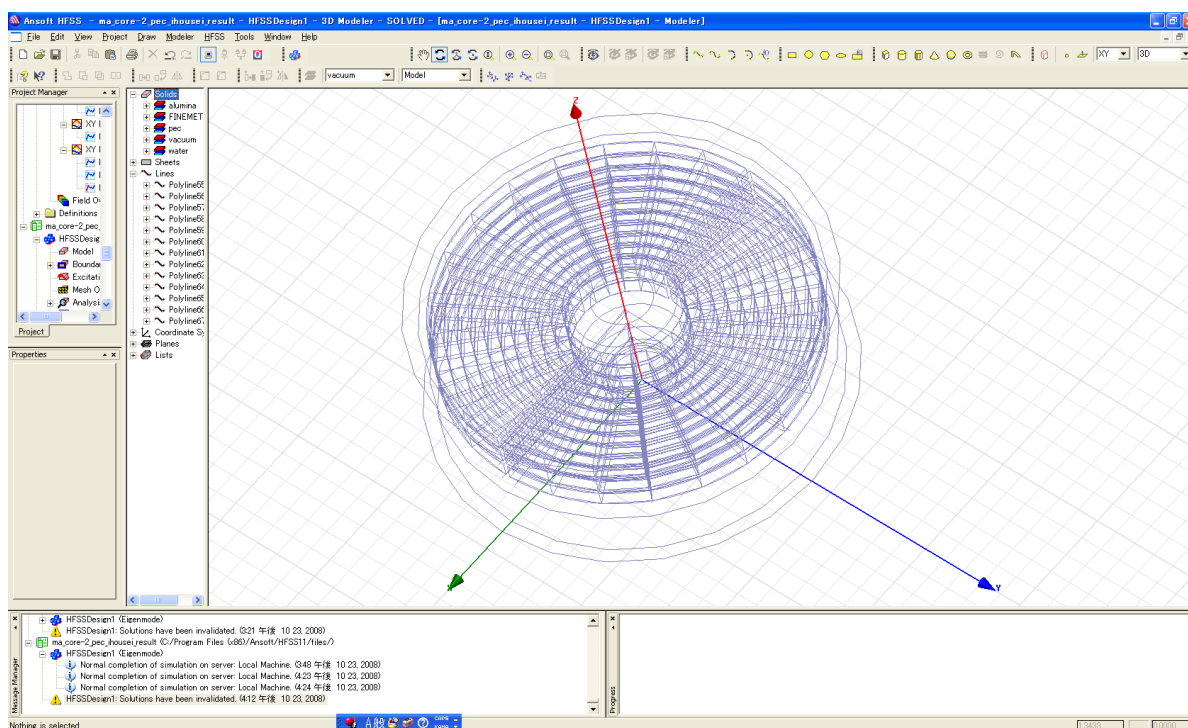 Ansoft HFSS - ma_core-2_pec_ihousei_result - HFSSDesign1 - 3D Modeler - SOLVED - [ma_core-2_pec_ihousei_result - HFSSDesign1 - Modeler]
File Edit View Project Draw Modeler HFSS Tools Window Help
XY 3D
vacuum Model
Project Manager
XY
XY
Field O
Definitions
ma_core-2_pec_
HFSSDesig
Model
Bounda
Excitati
Mesh O
Analysi
Project
Properties
Solids
alumina
FINEMET
pec
vacuum
water
Sheets
Lines
Polyline55
Polyline56
Polyline57
Polyline58
Polyline59
Polyline60
Polyline61
Polyline62
Polyline63
Polyline64
Polyline65
Polyline66
Polyline67
Coordinate Sy
Planes
Lists
Z
X
Y
Message Manager
HFSSDesign1 (Eigenmode)
HFSSDesign1: Solutions have been invalidated. (3:21 午後 10 23, 2008)
ma_core-2_pec_ihousei_result (C:/Program Files (x86)/Ansoft/HFSS11/files/)
HFSSDesign1 (Eigenmode)
Normal completion of simulation on server: Local Machine. (3:48 午後 10 23, 2008)
Normal completion of simulation on server: Local Machine. (4:23 午後 10 23, 2008)
Normal completion of simulation on server: Local Machine. (4:24 午後 10 23, 2008)
HFSSDesign1: Solutions have been invalidated. (4:12 午後 10 23, 2008)
Progress
Nothing is selected
A 般 CAPS
KANA